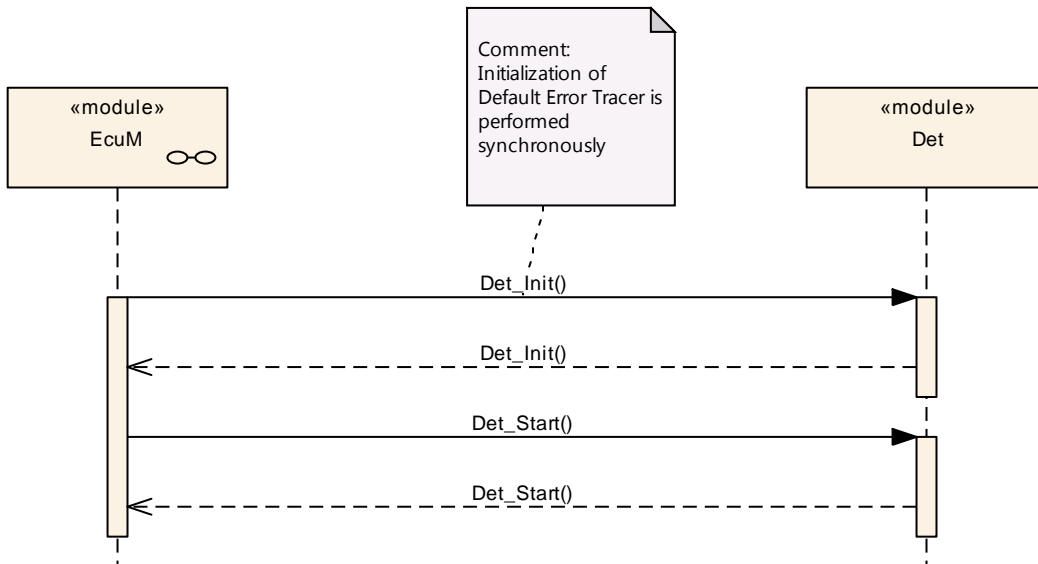 Comment:
Initialization of
Default Error Tracer is
performed
synchronously
«module»
EcuM
«module»
Det
Det_Init()
Det_Init()
Det_Start()
Det_Start()